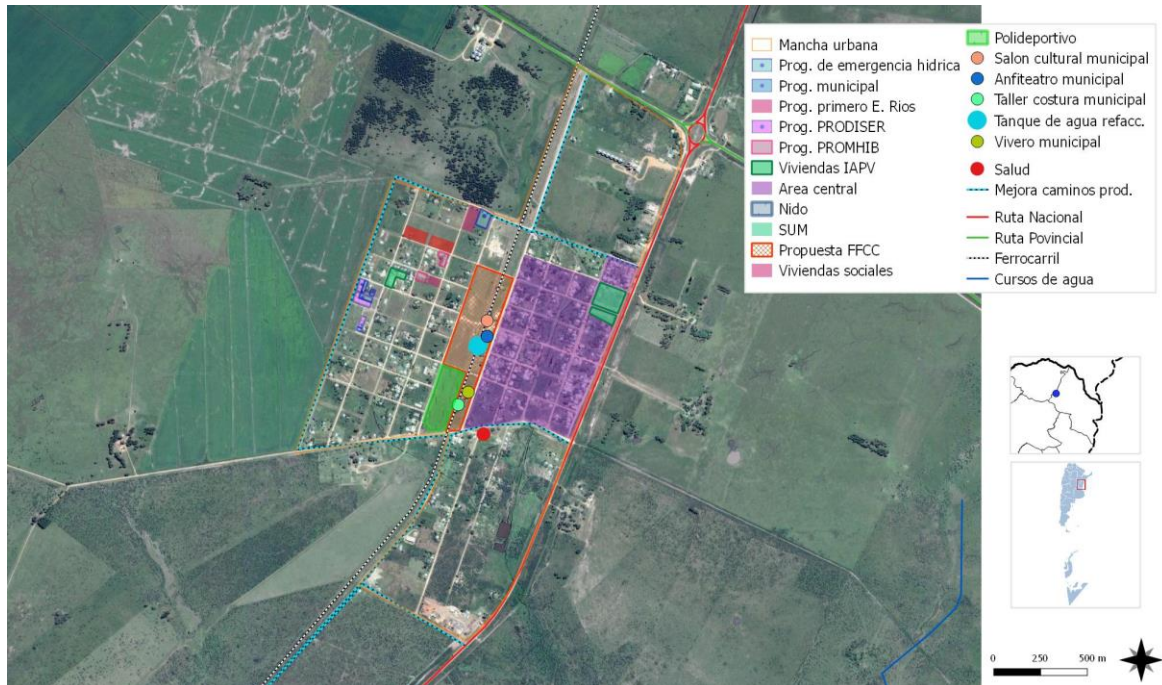 Mancha urbana
Prog. de emergencia hidrica
Prog. municipal
Prog. primero E. Rios
Prog. PRODISER
Prog. PROMHIB
Viviendas IAPV
Area central
Nido
SUM
Propuesta FFCC
Viviendas sociales
Polideportivo
Salon cultural municipal
Anfiteatro municipal
Taller costura municipal
Tanque de agua refacc.
Vivero municipal
Salud
Mejora caminos prod.
Ruta Nacional
Ruta Povincial
Ferrocarril
Cursos de agua
0 250 500 m